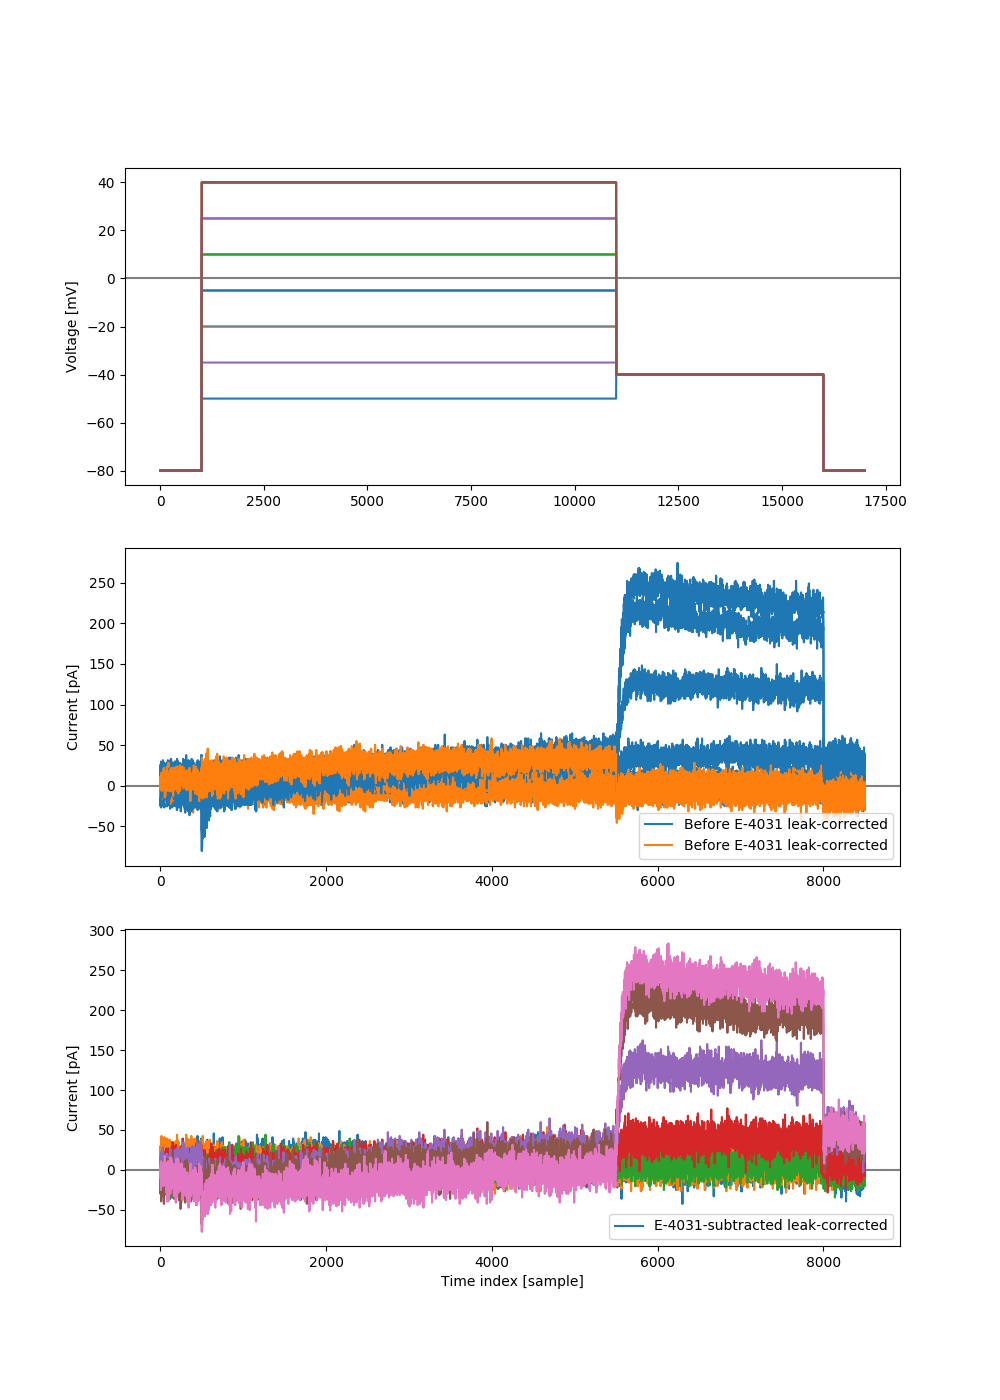 40
20
0
−20
−40
−60
−80
Voltage [mV]
0 2500 5000 7500 10000 12500 15000 17500
250
200
150
100
50
0
−50
Current [pA]
Before E-4031 leak-corrected
Before E-4031 leak-corrected
0 2000 4000 6000 8000
300
250
200
150
100
50
0
−50
Current [pA]
E-4031-subtracted leak-corrected
0 2000 4000 6000 8000
Time index [sample]